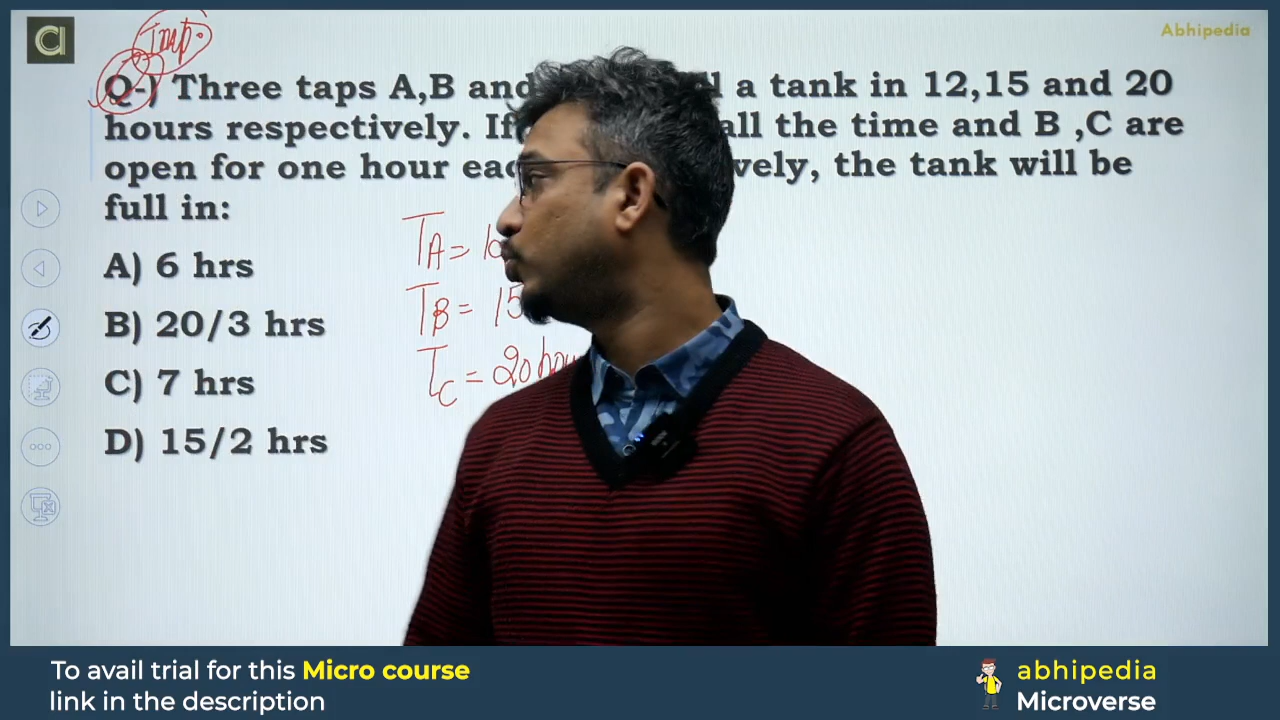 Imp.
Abhipedia
Q-) Three taps A,B and a tank in 12,15 and 20
hours respectively. If all the time and B ,C are
open for one hour each the tank will be
full in:
A) 6 hrs
B) 20/3 hrs
C) 7 hrs
D) 15/2 hrs
TA =
TB = 15
TC = 20
To avail trial for this Micro course
link in the description
abhipedia
Microverse